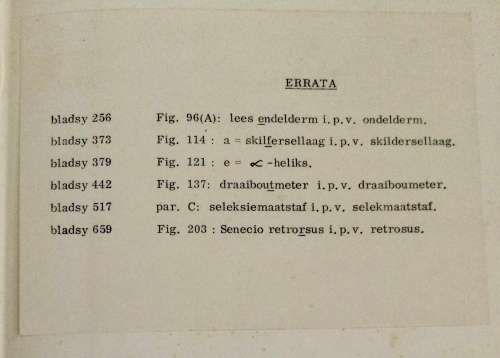 ERRATA
bladsy 256 Fig. 96(A): lees endelderm i.p.v. ondelderm.
bladsy 373 Fig. 114 : a = skilfersellaag i.p.v. skildersellaag.
bladsy 379 Fig. 121 : e = ∝ -heliks.
bladsy 442 Fig. 137: draaiboutmeter i.p.v. draaiboumeter.
bladsy 517 par. C: seleksiemaatstaf i.p.v. selekmaatstaf.
bladsy 659 Fig. 203 : Senecio retrorsus i.p.v. retrosus.